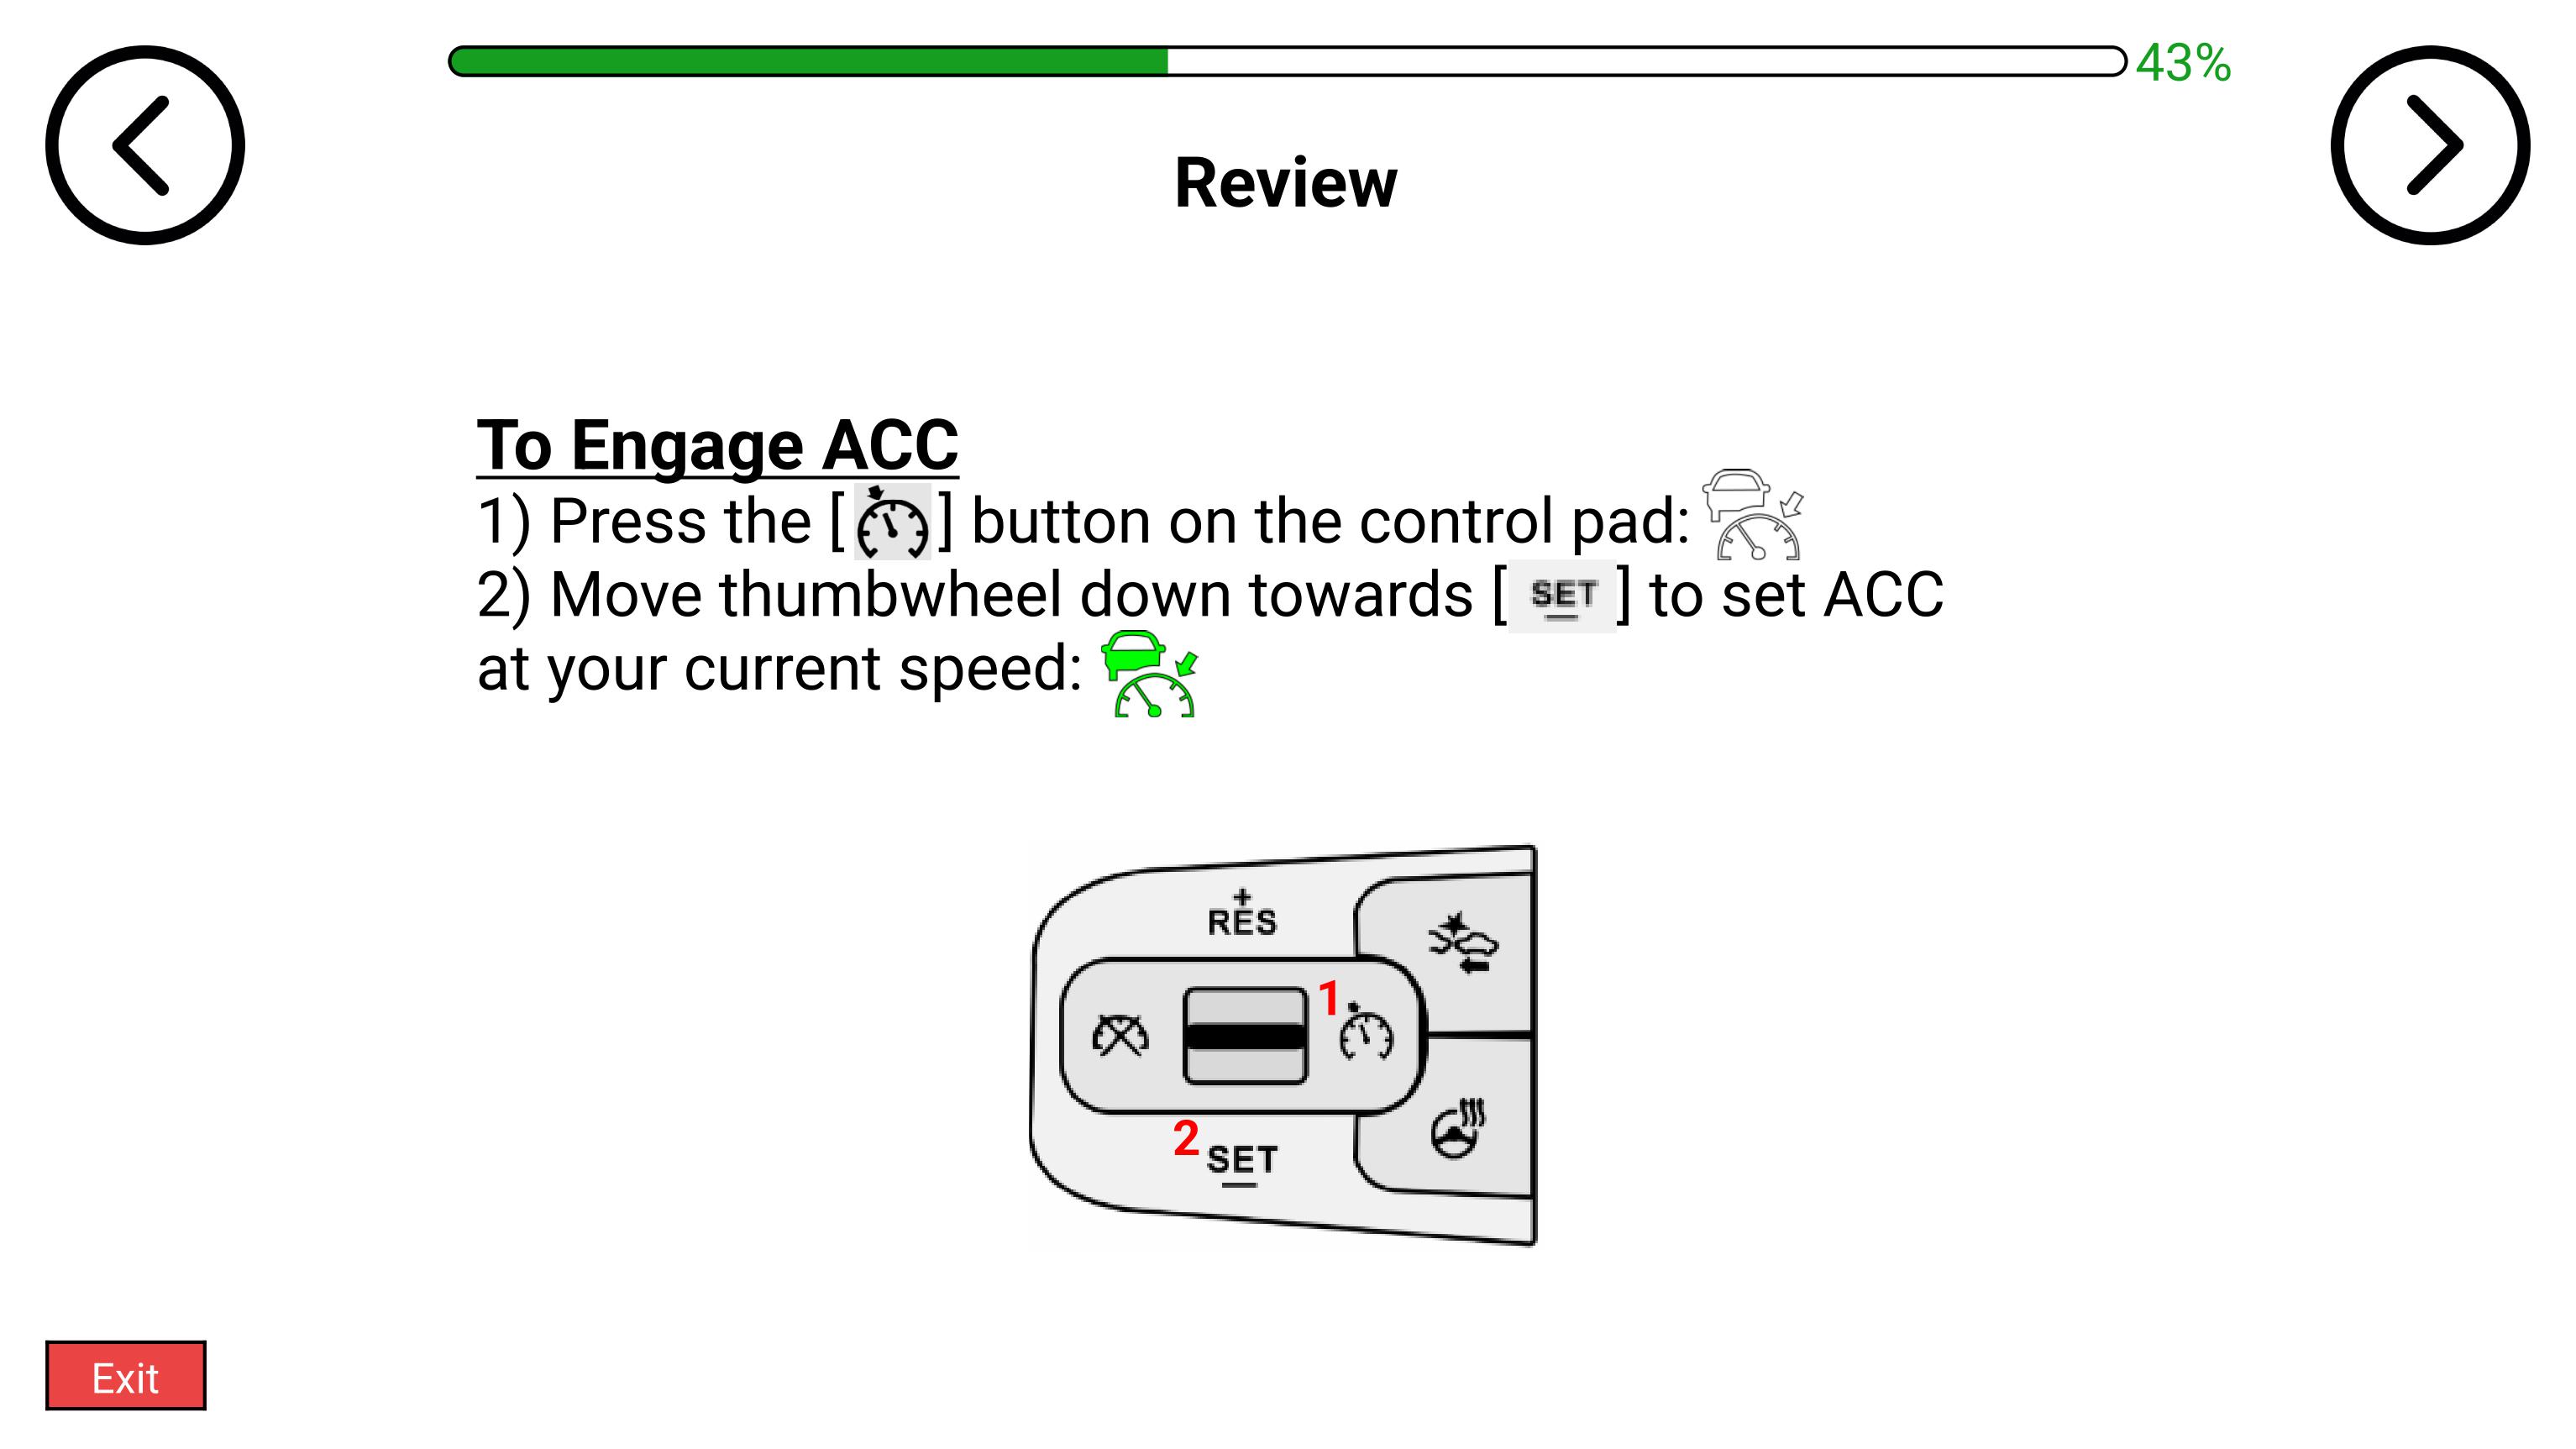 43%
Review
To Engage ACC
1) Press the [ ] button on the control pad:
2) Move thumbwheel down towards [ SET ] to set ACC
at your current speed:
+
RES
1
2
SET
Exit